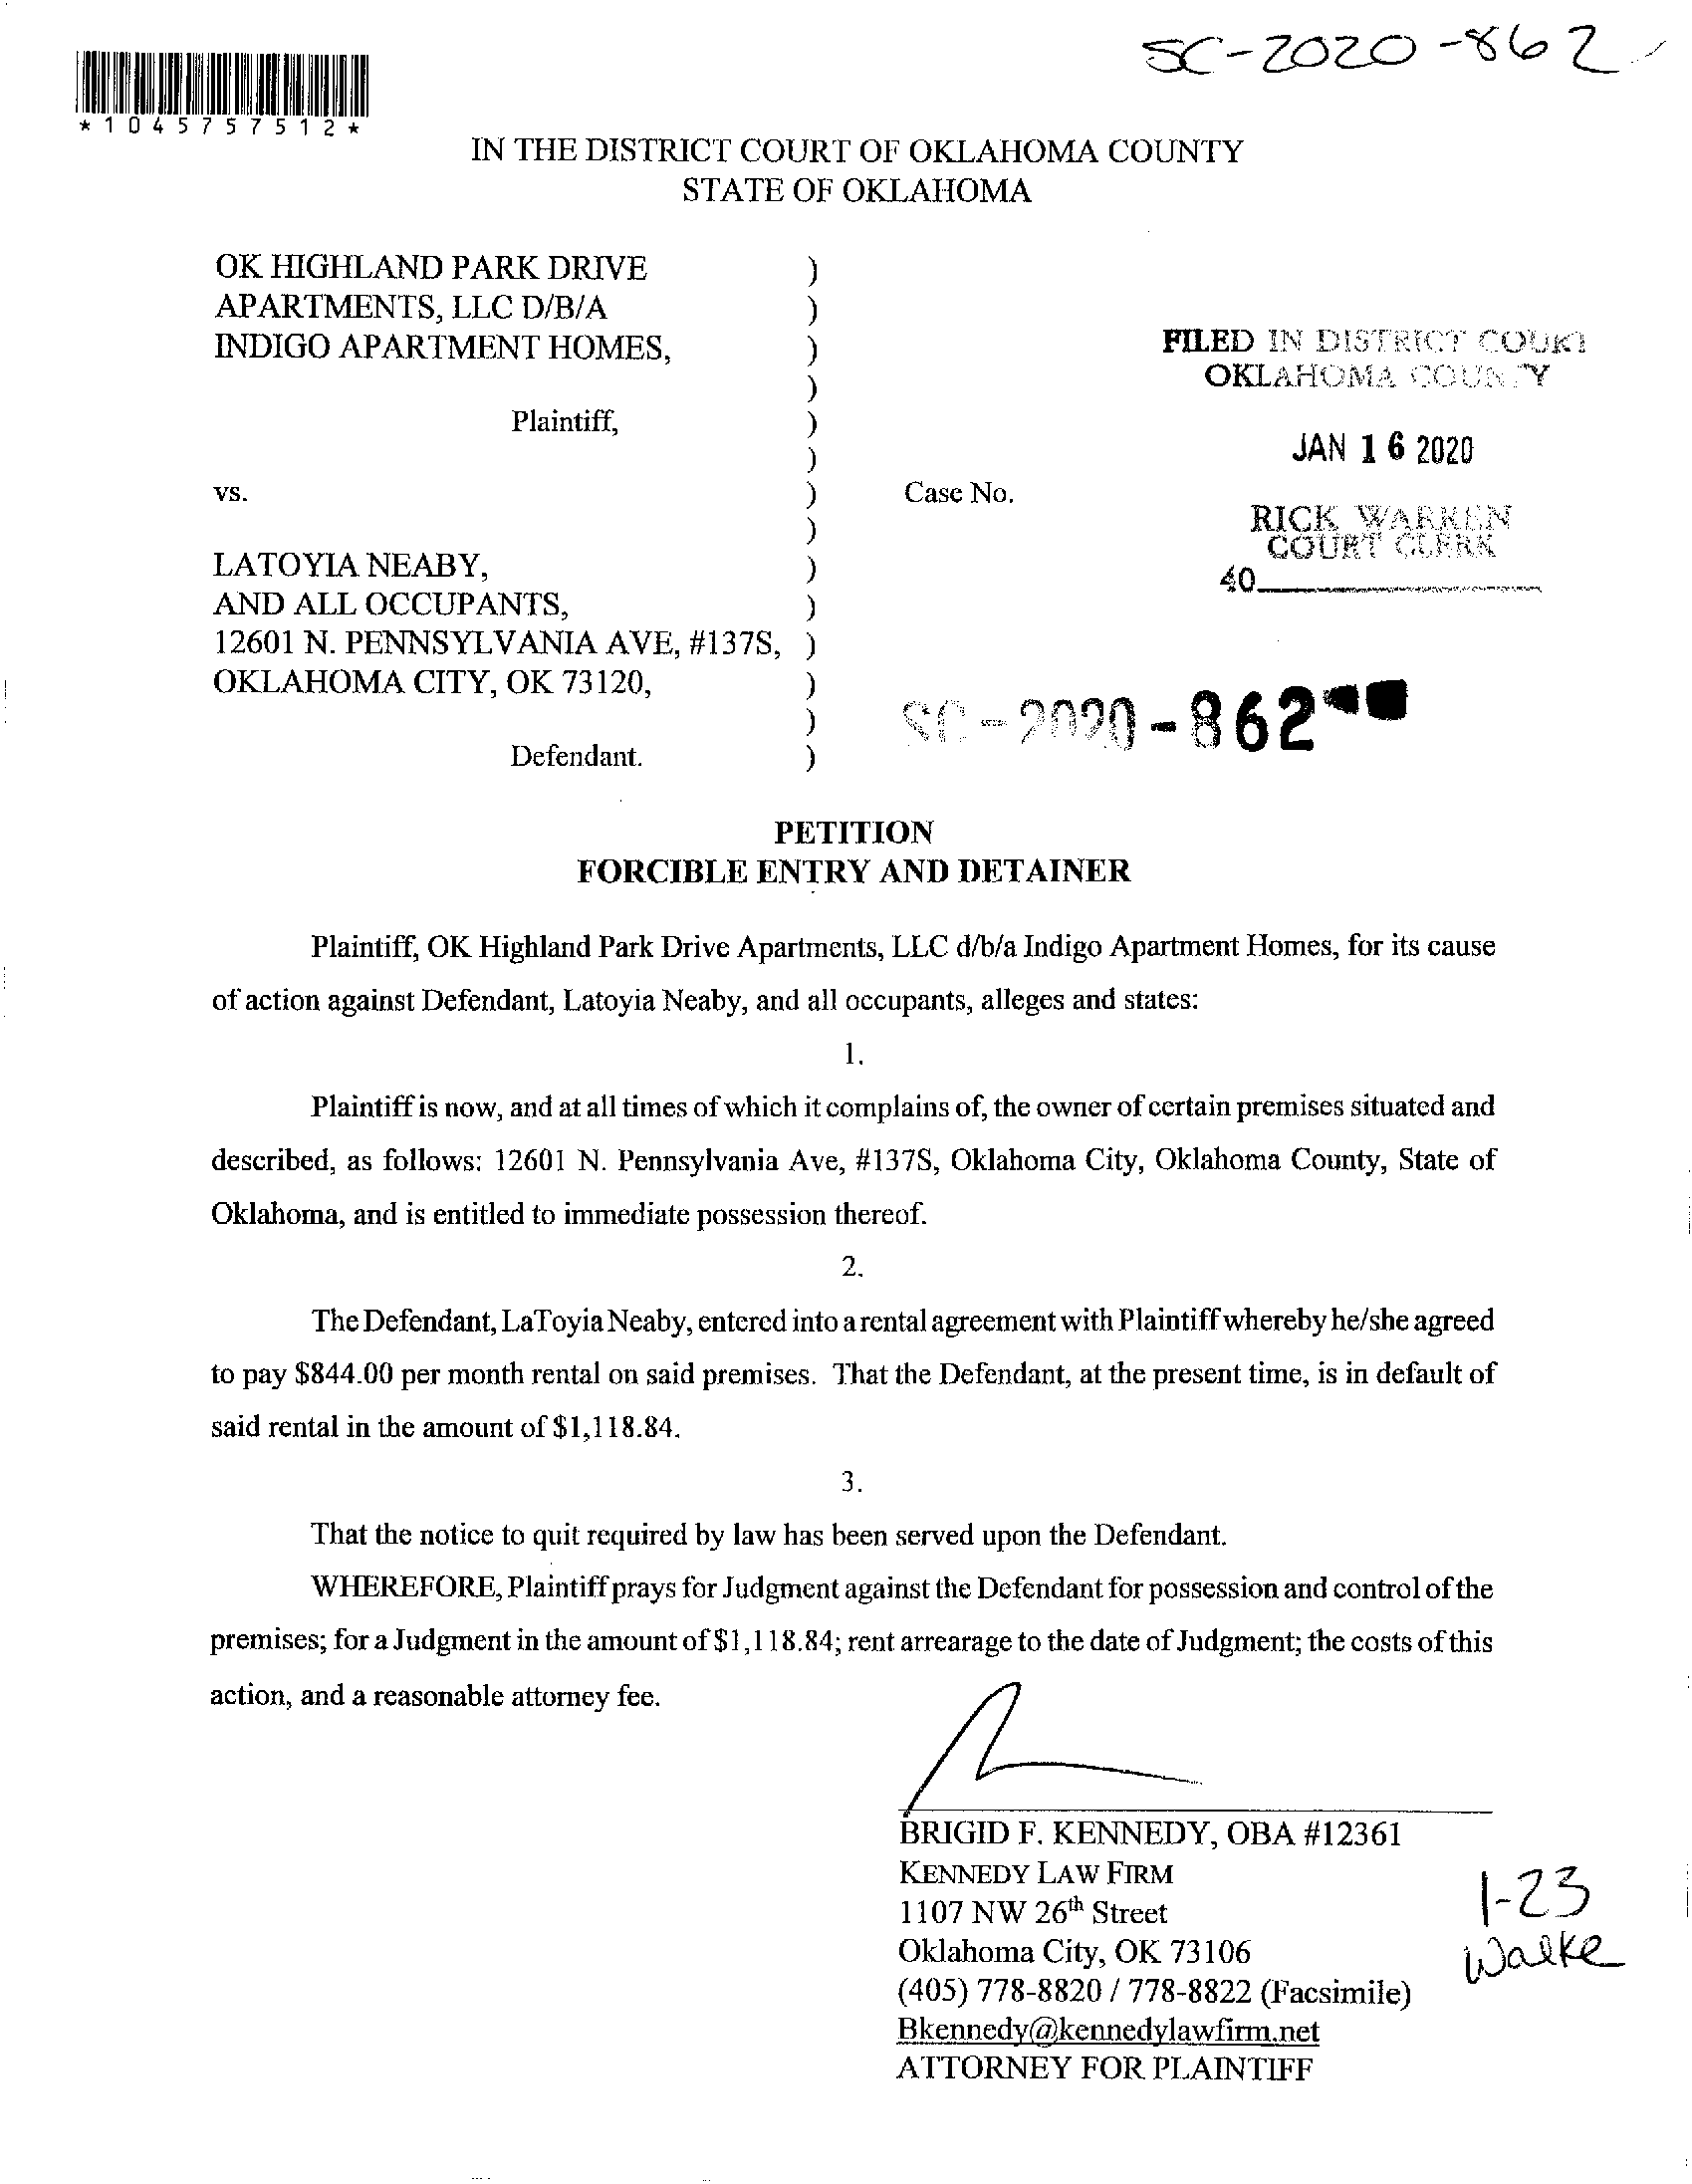 SC-2020-862
*1045757512*
IN THE DISTRICT COURT OF OKLAHOMA COUNTY
STATE OF OKLAHOMA
OK HIGHLAND PARK DRIVE )
APARTMENTS, LLC D/B/A )
INDIGO APARTMENT HOMES, )
)
Plaintiff, )
)
vs. ) Case No.
)
LATOYIA NEABY, )
AND ALL OCCUPANTS, )
12601 N. PENNSYLVANIA AVE, #137S, )
OKLAHOMA CITY, OK 73120, )
)
Defendant. )
FILED IN DISTRICT COURT
OKLAHOMA COUNTY
JAN 16 2020
RICK WARREN
COURT CLERK
40
SC-2020-862
PETITION
FORCIBLE ENTRY AND DETAINER
Plaintiff, OK Highland Park Drive Apartments, LLC d/b/a Indigo Apartment Homes, for its cause
of action against Defendant, Latoyia Neaby, and all occupants, alleges and states:
1.
Plaintiff is now, and at all times of which it complains of, the owner of certain premises situated and
described, as follows: 12601 N. Pennsylvania Ave, #137S, Oklahoma City, Oklahoma County, State of
Oklahoma, and is entitled to immediate possession thereof.
2.
The Defendant, LaToyia Neaby, entered into a rental agreement with Plaintiff whereby he/she agreed
to pay $844.00 per month rental on said premises. That the Defendant, at the present time, is in default of
said rental in the amount of $1,118.84.
3.
That the notice to quit required by law has been served upon the Defendant.
WHEREFORE, Plaintiff prays for Judgment against the Defendant for possession and control of the
premises; for a Judgment in the amount of $1,118.84; rent arrearage to the date of Judgment; the costs of this
action, and a reasonable attorney fee.
BRIGID F. KENNEDY, OBA #12361
KENNEDY LAW FIRM
1107 NW 26th Street
Oklahoma City, OK 73106
(405) 778-8820 / 778-8822 (Facsimile)
Bkennedy@kennedylawfirm.net
ATTORNEY FOR PLAINTIFF
1-23
Walke